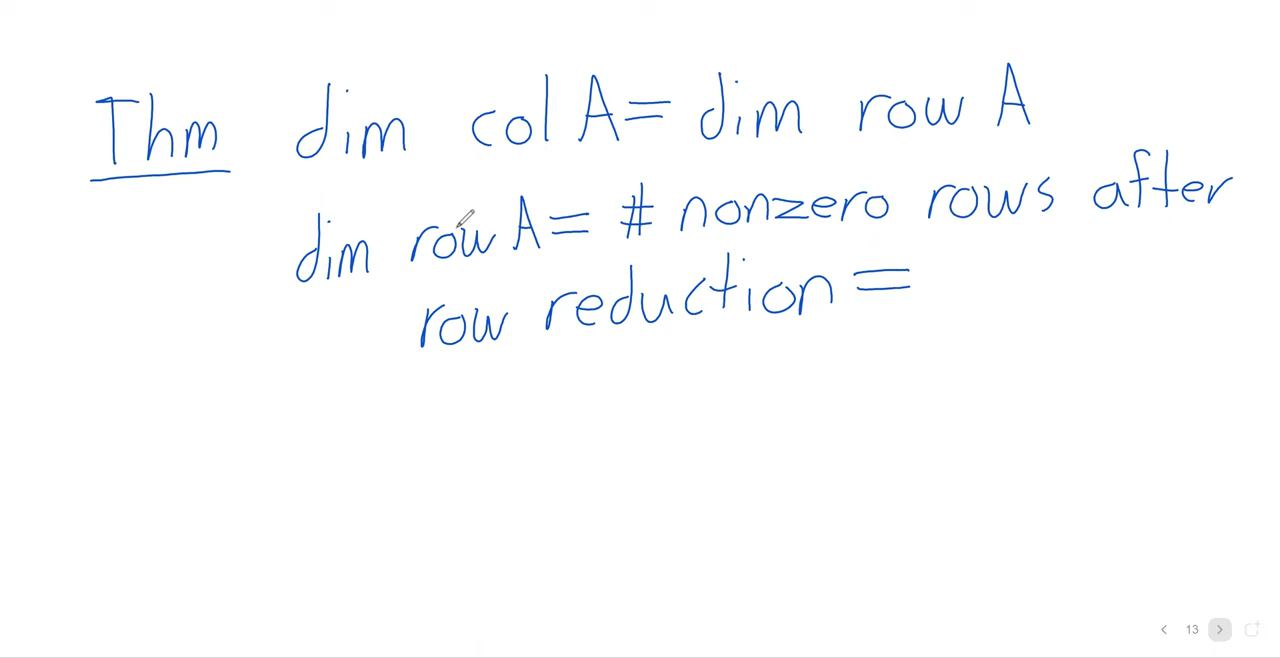 Thm dim col A = dim row A
dim row A = # nonzero rows after
row reduction =
13